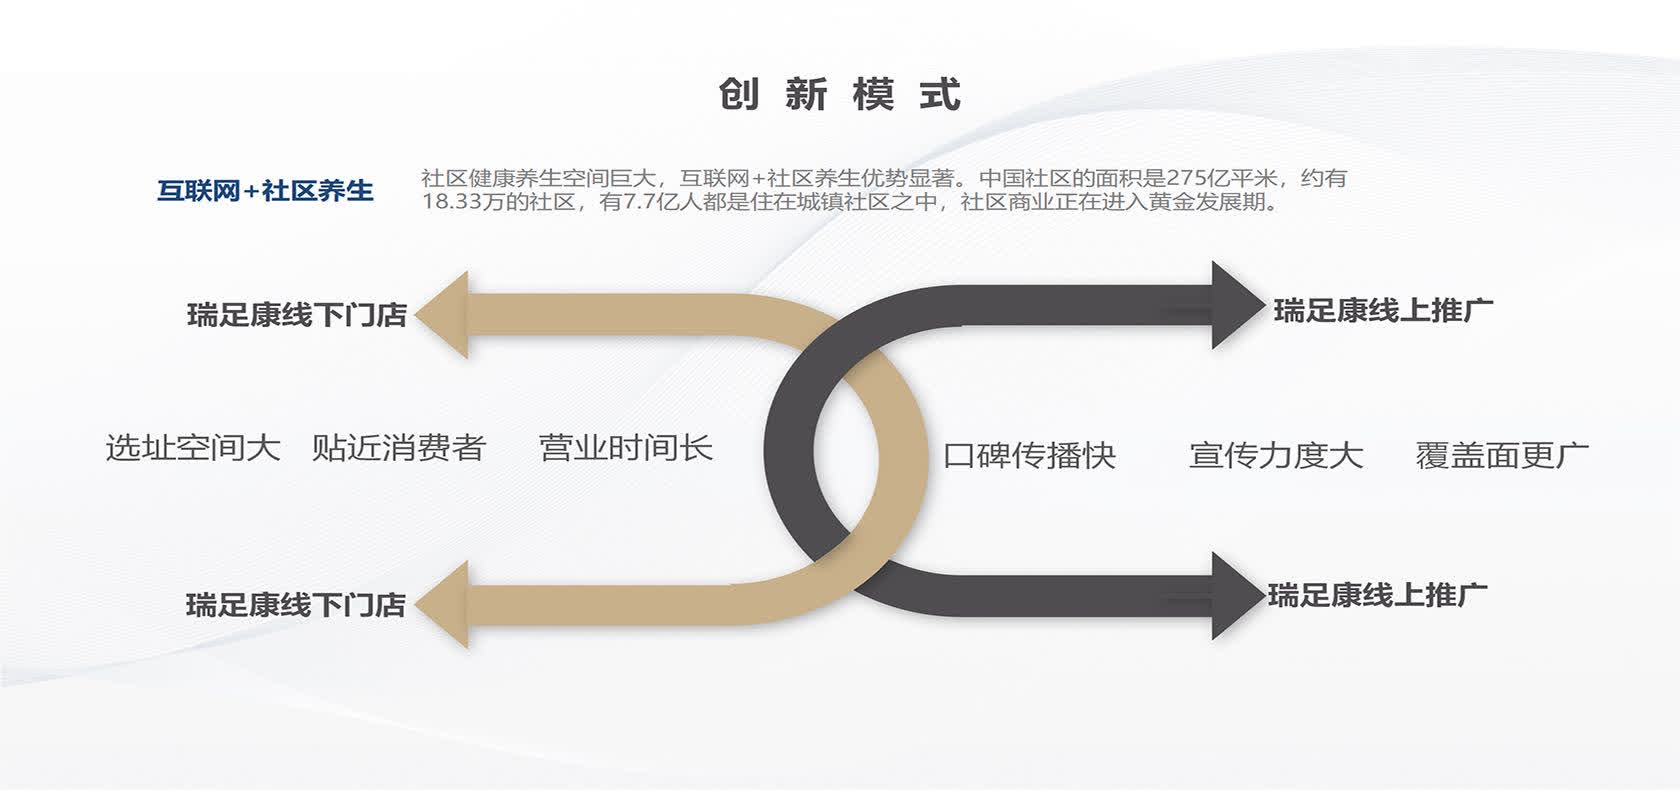 创新模式
互联网+社区养生
社区健康养生空间巨大，互联网+社区养生优势显著。中国社区的面积是275亿平米，约有
18.33万的社区，有7.7亿人都是住在城镇社区之中，社区商业正在进入黄金发展期。
瑞足康线下门店
瑞足康线上推广
选址空间大 贴近消费者 营业时间长
口碑传播快 宣传力度大 覆盖面更广
瑞足康线下门店
瑞足康线上推广